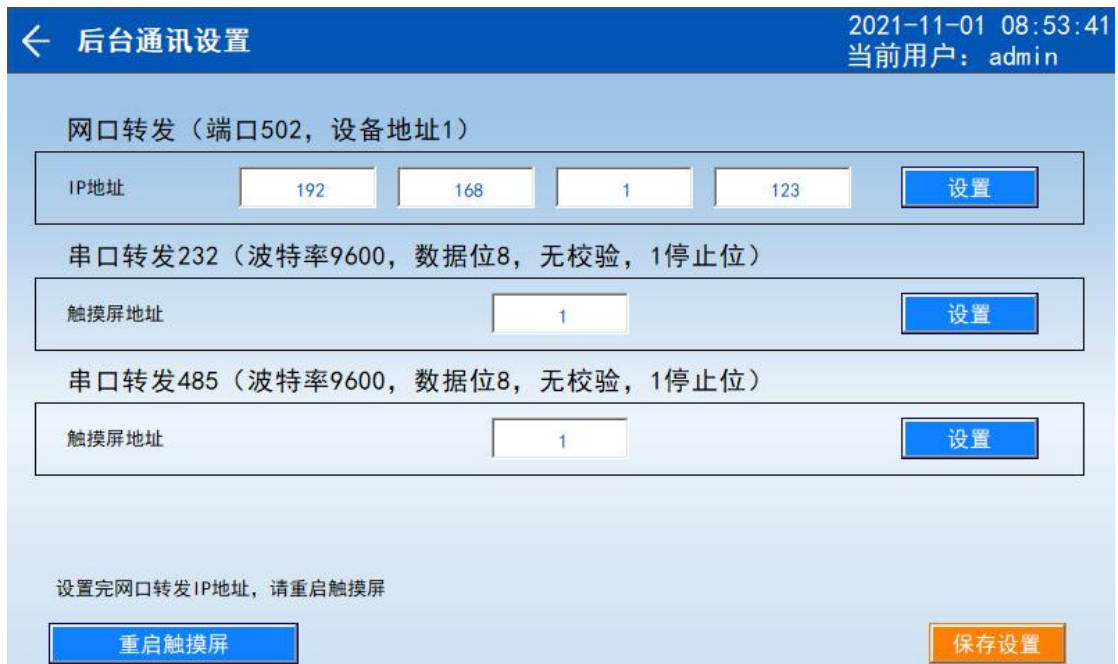 后台通讯设置
2021-11-01 08:53:41
当前用户: admin
网口转发（端口502，设备地址1）
IP地址 192 168 1 123 设置
串口转发232（波特率9600，数据位8，无校验，1停止位）
触摸屏地址 1 设置
串口转发485（波特率9600，数据位8，无校验，1停止位）
触摸屏地址 1 设置
设置完网口转发IP地址，请重启触摸屏
重启触摸屏 保存设置